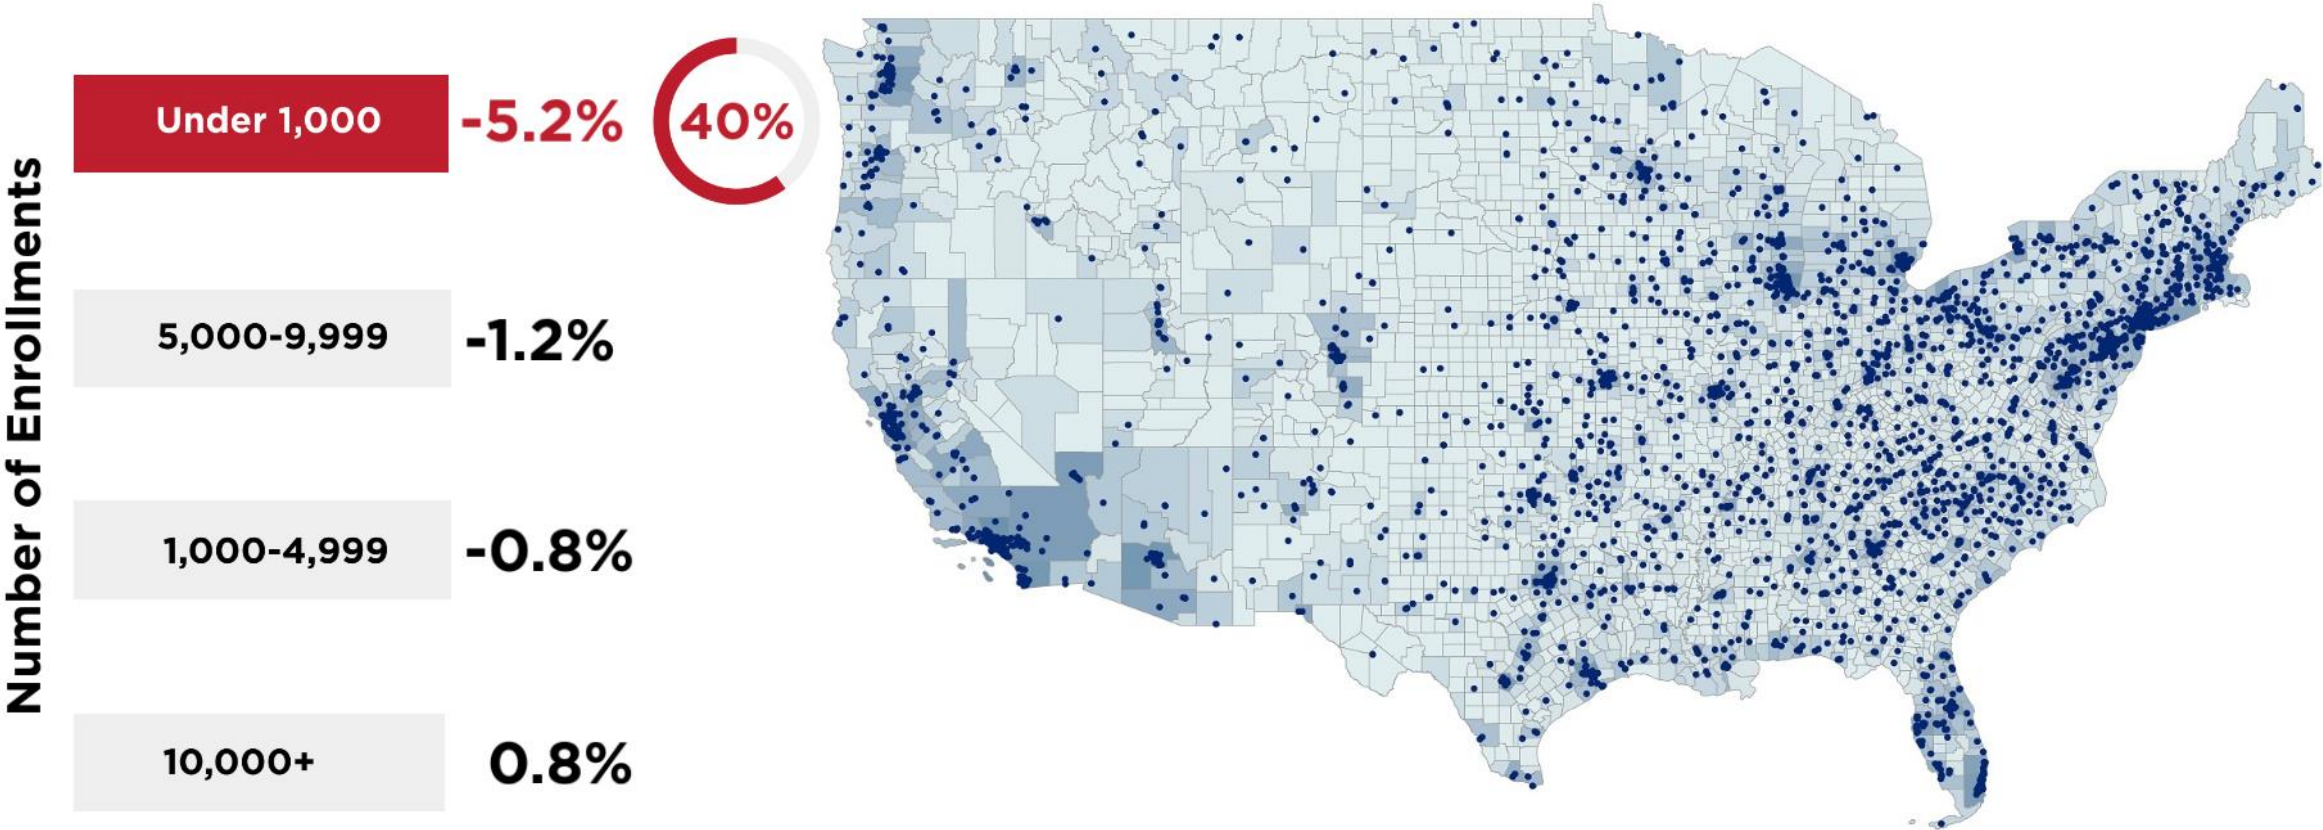 Number of Enrollments
Under 1,000 -5.2% 40%
5,000-9,999 -1.2%
1,000-4,999 -0.8%
10,000+ 0.8%